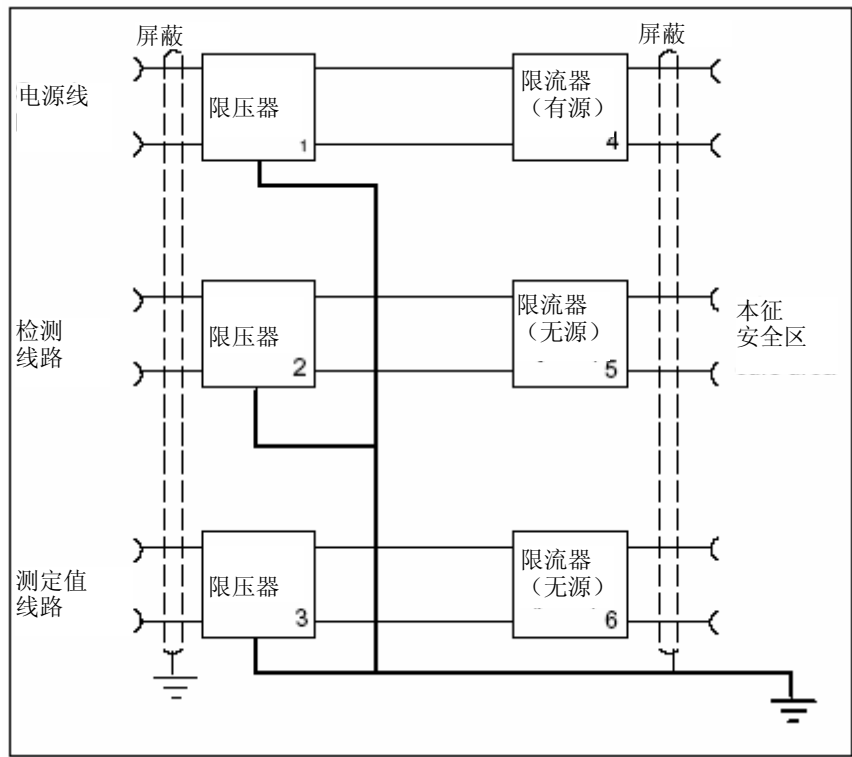 屏蔽
屏蔽
电源线
限压器
1
限流器
（有源）
4
检测
线路
限压器
2
限流器
（无源）
5
本征
安全区
测定值
线路
限压器
3
限流器
（无源）
6